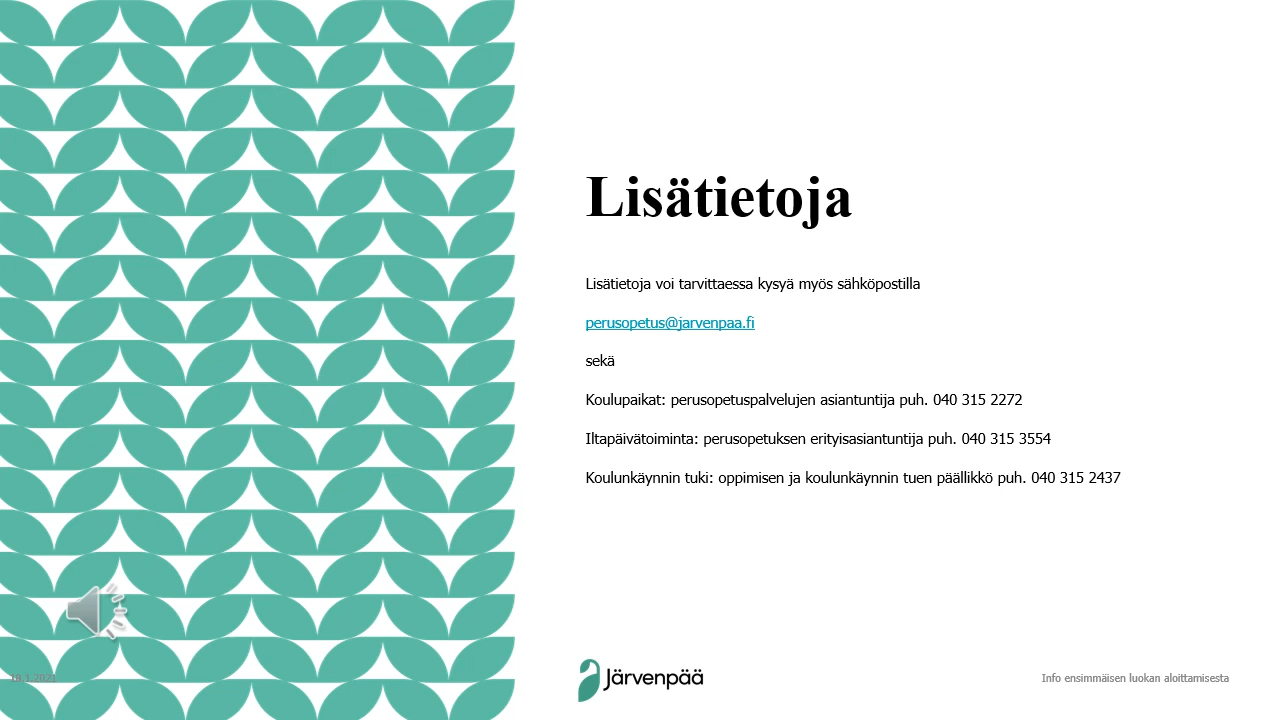 Lisätietoja
Lisätietoja voi tarvittaessa kysyä myös sähköpostilla
perusopetus@jarvenpaa.fi
sekä
Koulupaikat: perusopetuspalvelujen asiantuntija puh. 040 315 2272
Iltapäivätoiminta: perusopetuksen erityisasiantuntija puh. 040 315 3554
Koulunkäynnin tuki: oppimisen ja koulunkäynnin tuen päällikkö puh. 040 315 2437
Järvenpää
Info ensimmäisen luokan aloittamisesta